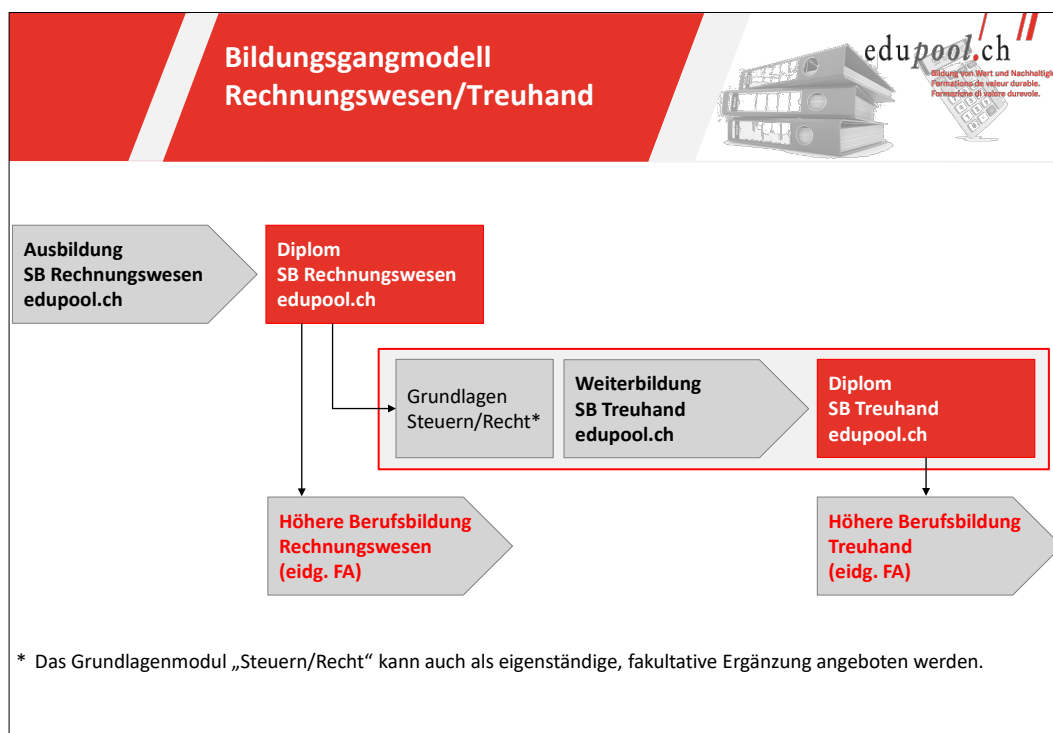 Bildungsgangmodell
Rechnungswesen/Treuhand
edupool.ch
Bildung von Wert und Nachhaltigke
Formations de valeur durable.
Formazioni di valore durevole.
Ausbildung
SB Rechnungswesen
edupool.ch
Diplom
SB Rechnungswesen
edupool.ch
Grundlagen
Steuern/Recht*
Weiterbildung
SB Treuhand
edupool.ch
Diplom
SB Treuhand
edupool.ch
Höhere Berufsbildung
Rechnungswesen
(eidg. FA)
Höhere Berufsbildung
Treuhand
(eidg. FA)
* Das Grundlagenmodul „Steuern/Recht“ kann auch als eigenständige, fakultative Ergänzung angeboten werden.